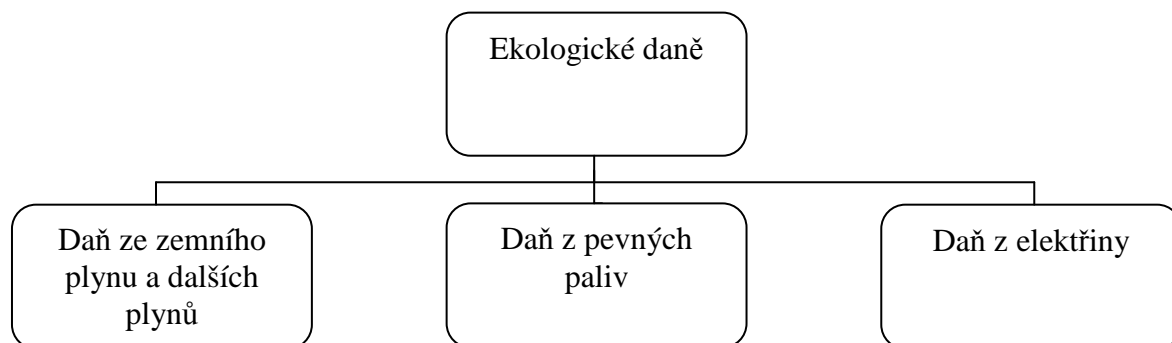 Ekologické daně
Daň ze zemního
plynu a dalších
plynů
Daň z pevných
paliv
Daň z elektřiny